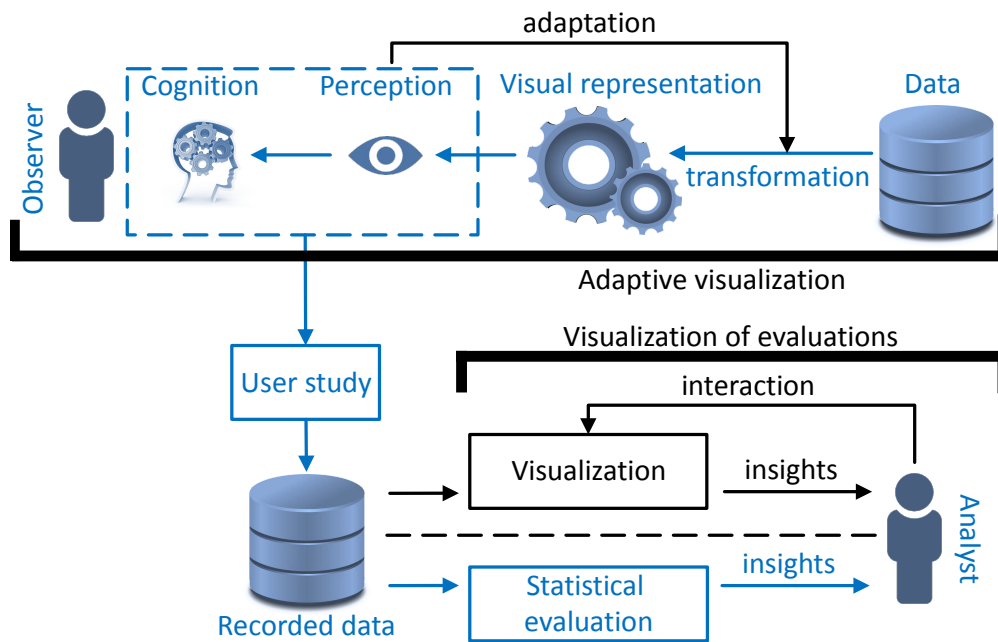 adaptation
Cognition
Perception
Visual representation
Data
Observer
transformation
Adaptive visualization
Visualization of evaluations
User study
interaction
Visualization
insights
Analyst
insights
Statistical
evaluation
Recorded data